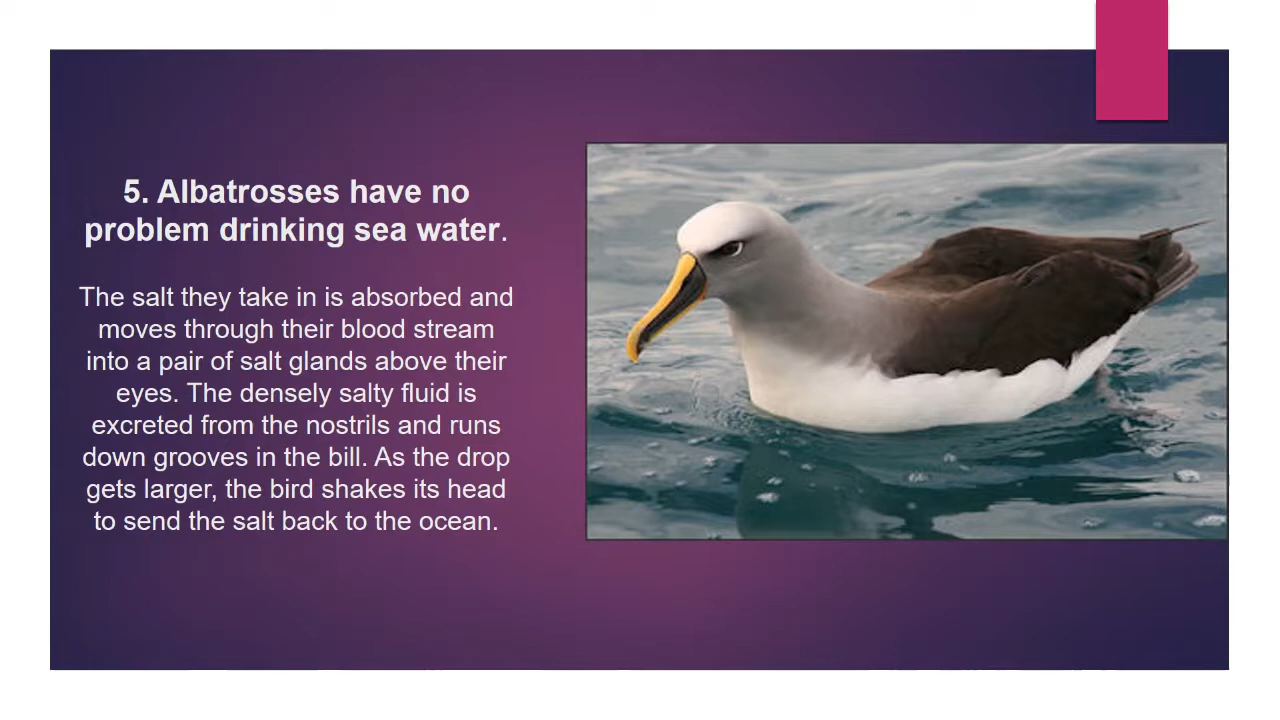 5. Albatrosses have no
problem drinking sea water.
The salt they take in is absorbed and
moves through their blood stream
into a pair of salt glands above their
eyes. The densely salty fluid is
excreted from the nostrils and runs
down grooves in the bill. As the drop
gets larger, the bird shakes its head
to send the salt back to the ocean.